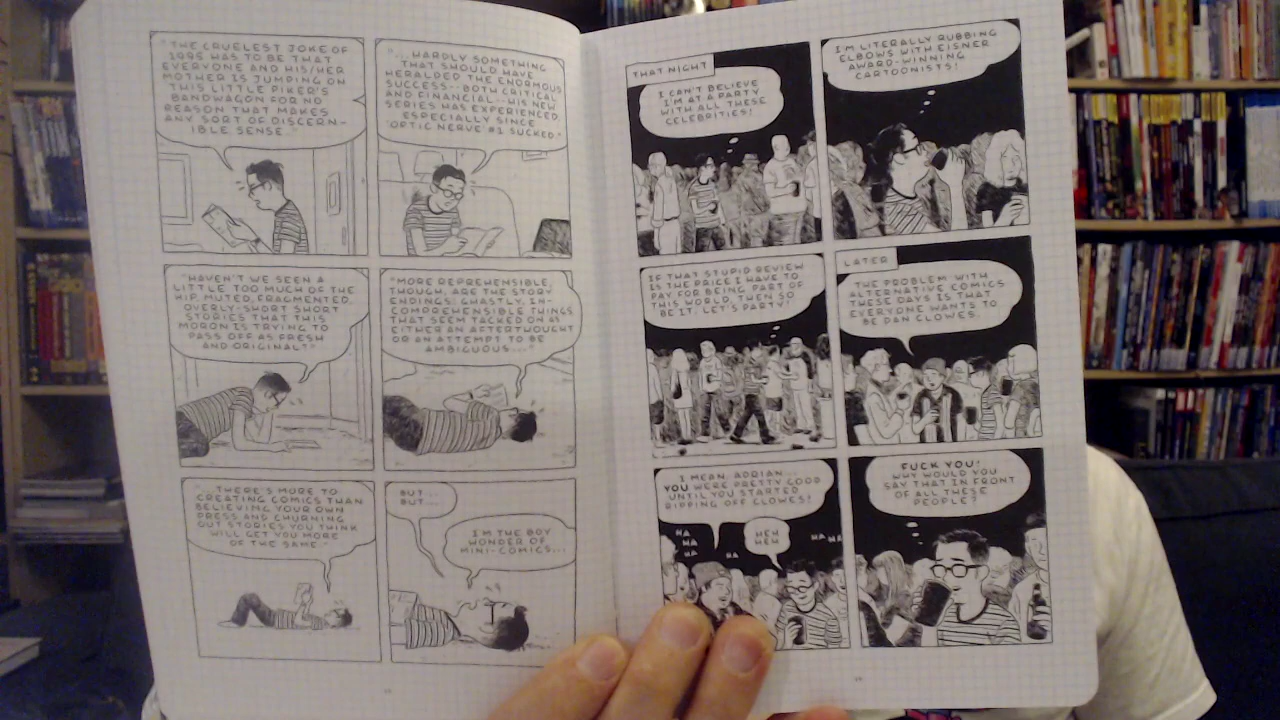 "THE CRUELEST JOKE OF
1995 HAS TO BE THAT
EVERYONE AND HIS/HER
MOTHER IS JUMPING ON
THIS LITTLE PIKER'S
BANDWAGON FOR NO
REASON THAT MAKES
ANY SORT OF DISCERN-
IBLE SENSE."
"...HARDLY SOMETHING
THAT SHOULD HAVE
HERALDED THE ENORMOUS
SUCCESS--BOTH CRITICAL
AND FINANCIAL--HIS NEW
SERIES HAS EXPERIENCED,
ESPECIALLY SINCE
OPTIC NERVE #1 SUCKED."
"HAVEN'T WE SEEN A
LITTLE TOO MUCH OF THE
HIP, MUTED, FRAGMENTED,
OVERLY-SHORT SHORT
STORIES THAT THIS
MORON IS TRYING TO
PASS OFF AS FRESH
AND ORIGINAL?"
"MORE REPREHENSIBLE,
THOUGH, ARE THE STORY
ENDINGS: GHASTLY, IN-
COMPREHENSIBLE THINGS
THAT SEEM TACKED ON AS
EITHER AN AFTERTHOUGHT
OR AN ATTEMPT TO BE
AMBIGUOUS..."
"...THERE'S MORE TO
CREATING COMICS THAN
BELIEVING YOUR OWN
PRESS AND CHURNING
OUT STORIES YOU THINK
WILL GET YOU MORE
OF THE SAME."
BUT...
BUT...
I'M THE BOY
WONDER OF
MINI-COMICS...
THAT NIGHT
I CAN'T BELIEVE
I'M AT A PARTY
WITH ALL THESE
CELEBRITIES!
I'M LITERALLY RUBBING
ELBOWS WITH EISNER
AWARD-WINNING
CARTOONISTS!
IF THAT STUPID REVIEW
IS THE PRICE I HAVE TO
PAY FOR BEING PART OF
THIS WORLD, THEN SO
BE IT. LET'S PARTY!
LATER
THE PROBLEM WITH
ALTERNATIVE COMICS
THESE DAYS IS THAT
EVERYONE WANTS TO
BE DAN CLOWES.
I MEAN, ADRIAN...
YOU WERE PRETTY GOOD
UNTIL YOU STARTED
RIPPING OFF CLOWES!
HA
HA
HA
HA
HEH
HEH
HA HA
FUCK YOU!
WHY WOULD YOU
SAY THAT IN FRONT
OF ALL THESE
PEOPLE?